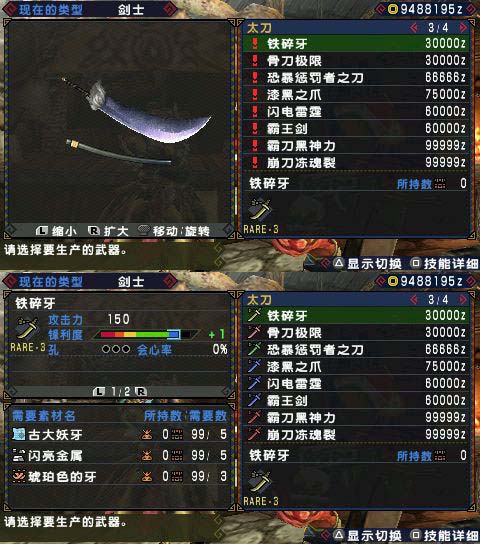 现在的类型 剑士 9488195z
太刀 3/4
铁碎牙 30000z
骨刀极限 30000z
恐暴惩罚者之刀 66666z
漆黑之爪 75000z
闪电雷霆 60000z
霸王剑 60000z
霸刀黑神力 99999z
崩刀冻魂裂 99999z
铁碎牙 所持数 0
RARE-3
L 缩小 R 扩大 移动/旋转
请选择要生产的武器。
△显示切换 □技能详细
现在的类型 剑士 9488195z
铁碎牙
攻击力 150
RARE-3
锋利度 +1
孔 ○○○ 会心率 0%
L 1/2 R
需要素材名 所持数 需要数
古大妖牙 0 99/ 5
闪亮金属 0 99/ 5
琥珀色的牙 0 99/ 3
太刀 3/4
铁碎牙 30000z
骨刀极限 30000z
恐暴惩罚者之刀 66666z
漆黑之爪 75000z
闪电雷霆 60000z
霸王剑 60000z
霸刀黑神力 99999z
崩刀冻魂裂 99999z
铁碎牙 所持数 0
RARE-3
请选择要生产的武器。
△显示切换 □技能详细